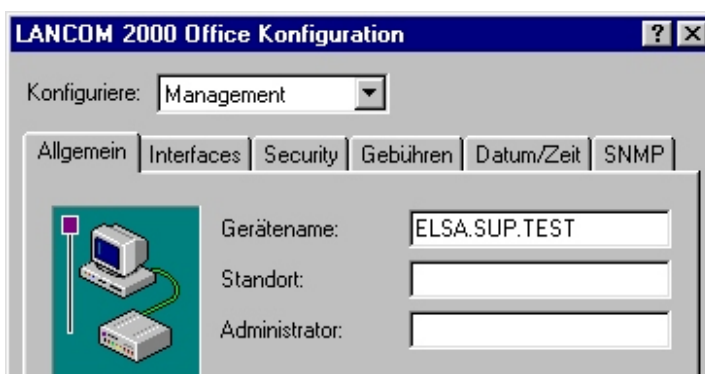 LANCOM 2000 Office Konfiguration ? X
Konfiguriere: Management
Allgemein Interfaces Security Gebühren Datum/Zeit SNMP
Gerätename: ELSA.SUP.TEST
Standort:
Administrator: